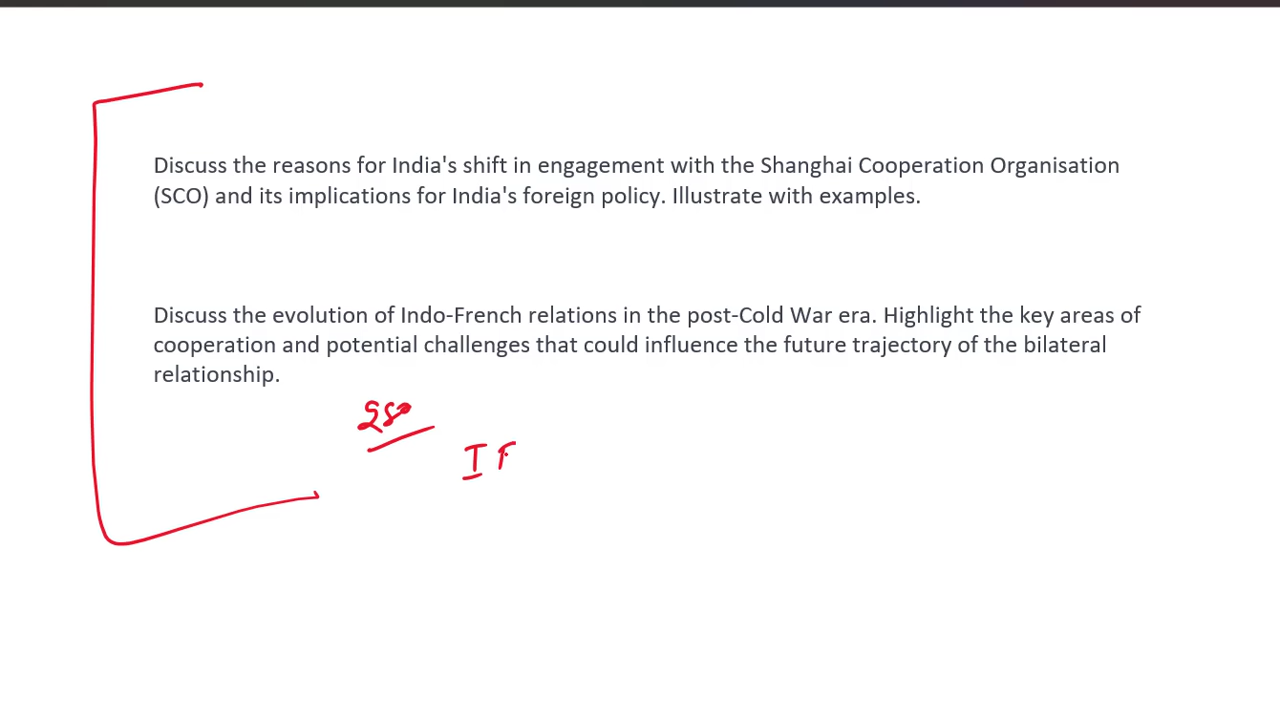 Discuss the reasons for India's shift in engagement with the Shanghai Cooperation Organisation
(SCO) and its implications for India's foreign policy. Illustrate with examples.
Discuss the evolution of Indo-French relations in the post-Cold War era. Highlight the key areas of
cooperation and potential challenges that could influence the future trajectory of the bilateral
relationship.
I F